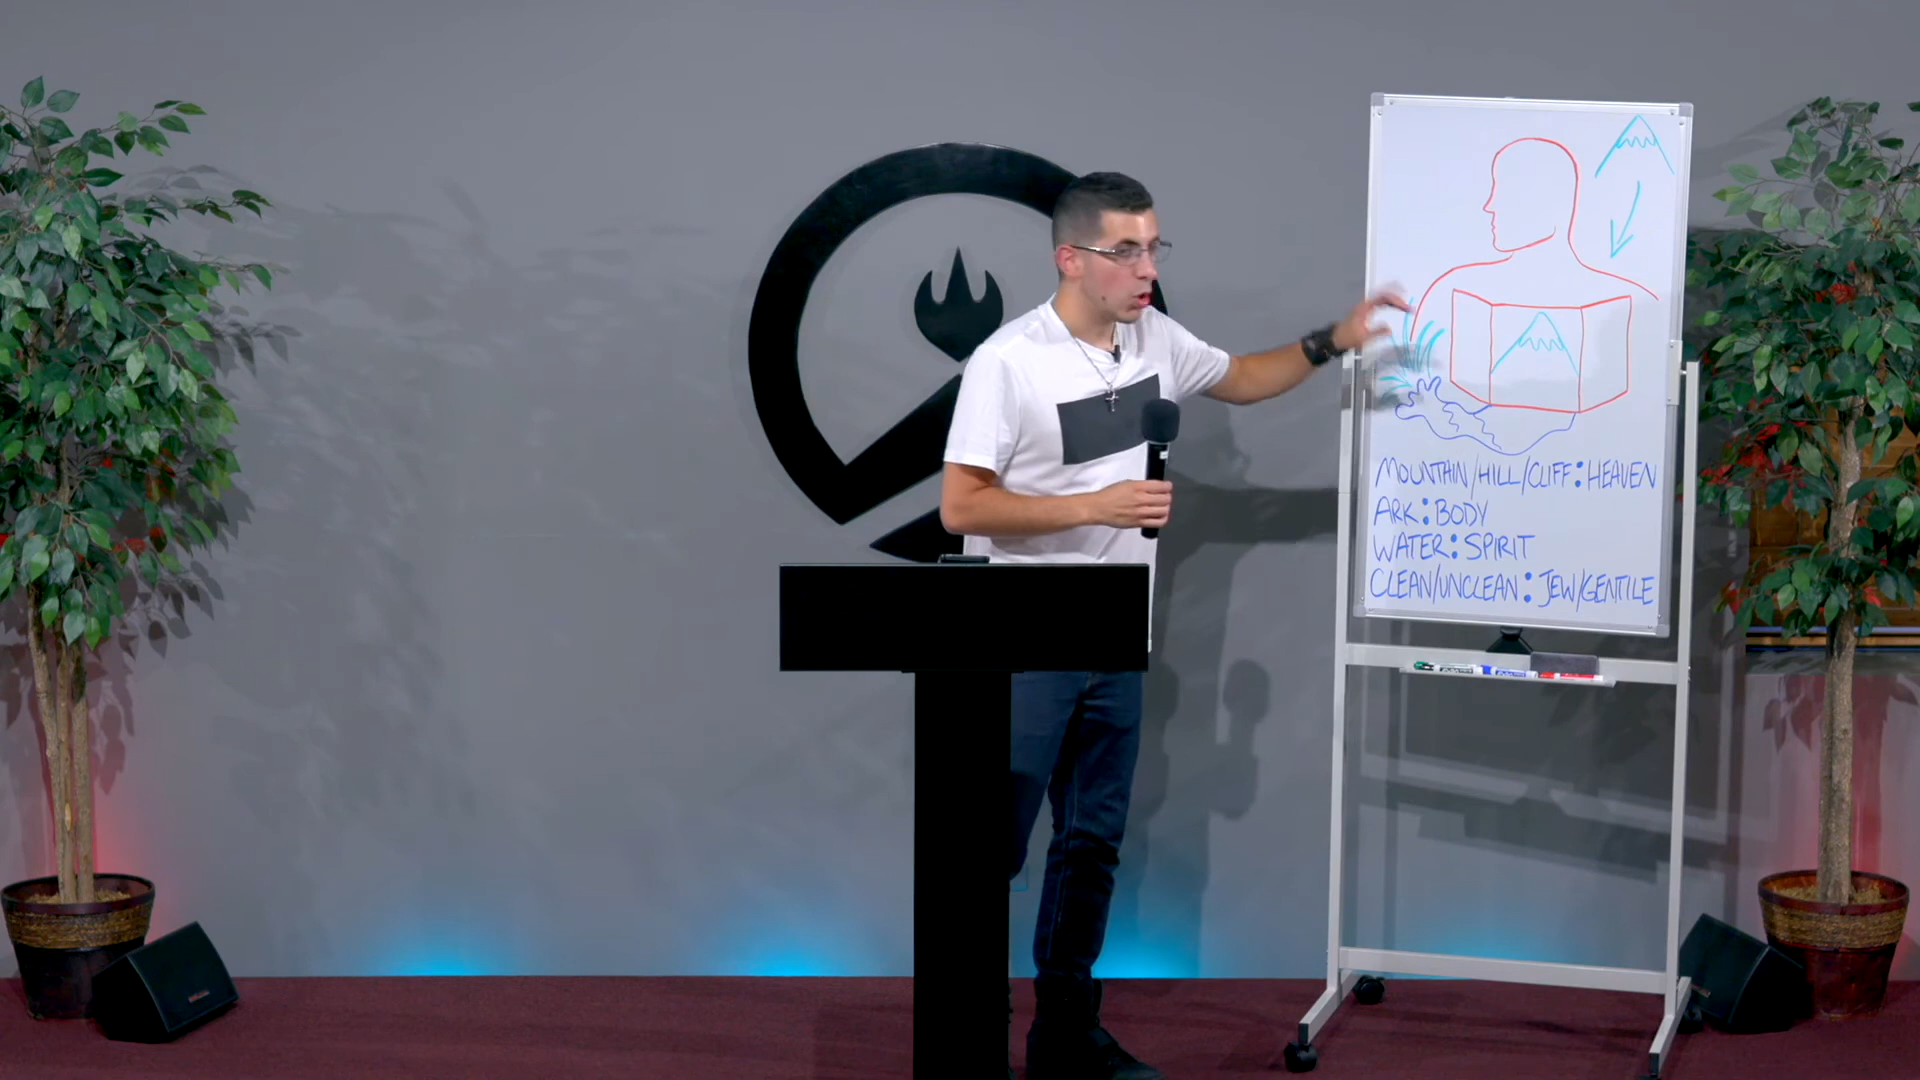 MOUNTAIN/HILL/CLIFF: HEAVEN
ARK: BODY
WATER: SPIRIT
CLEAN/UNCLEAN: JEW/GENTILE